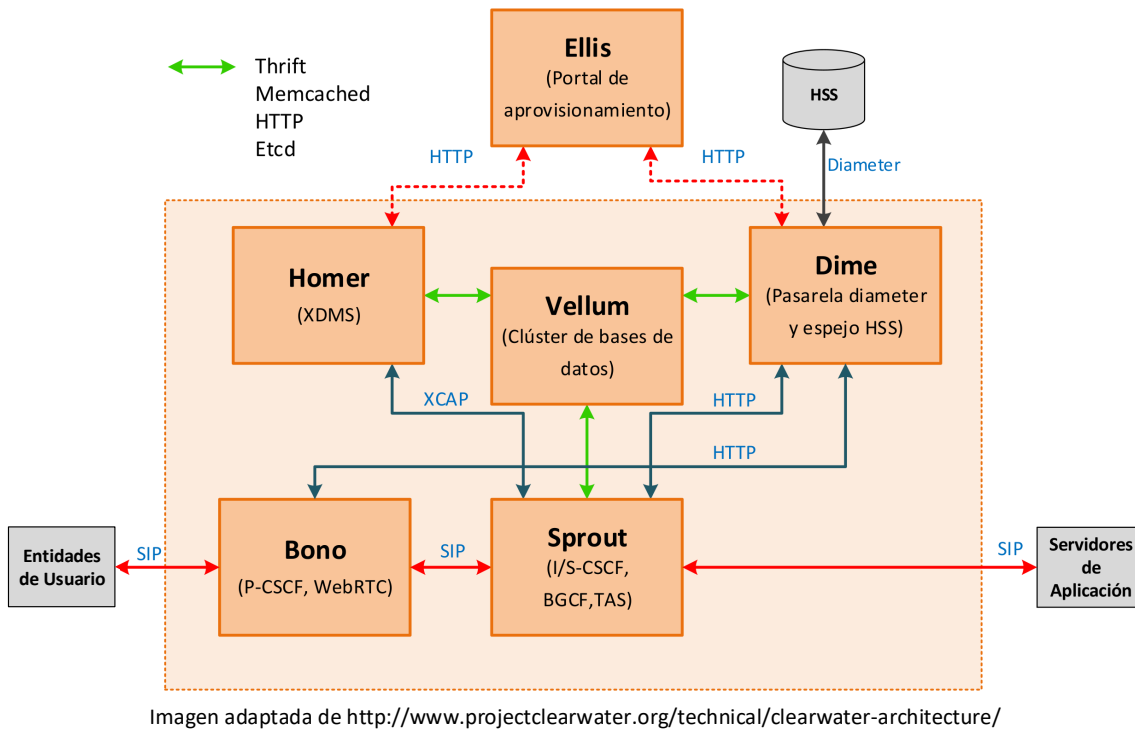 Ellis
(Portal de
aprovisionamiento)
Thrift
Memcached
HTTP
Etcd
HSS
HTTP
HTTP
Diameter
Homer
(XDMS)
Vellum
(Clúster de bases de
datos)
Dime
(Pasarela diameter
y espejo HSS)
XCAP
HTTP
HTTP
Entidades
de Usuario
SIP
Bono
(P-CSCF, WebRTC)
SIP
Sprout
(I/S-CSCF,
BGCF,TAS)
SIP
Servidores
de
Aplicación
Imagen adaptada de http://www.projectclearwater.org/technical/clearwater-architecture/